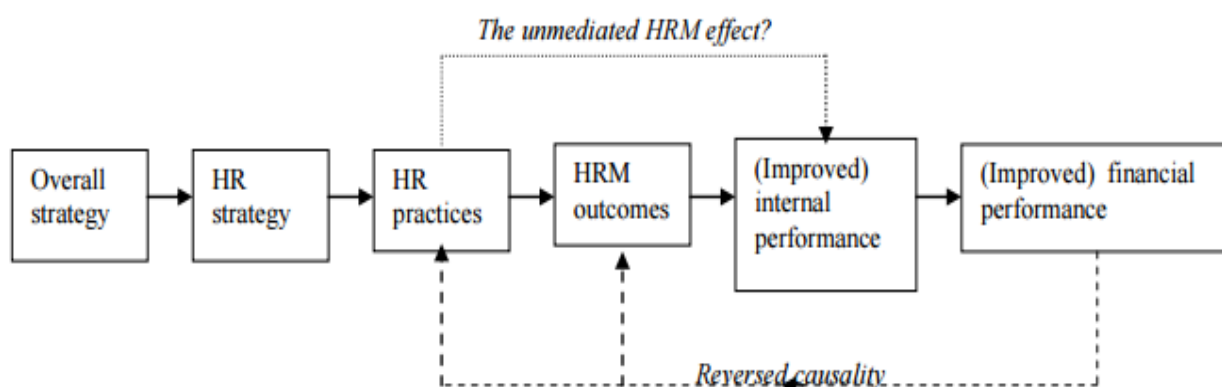 The unmediated HRM effect?
Overall
strategy
HR
strategy
HR
practices
HRM
outcomes
(Improved)
internal
performance
(Improved) financial
performance
Reversed causality